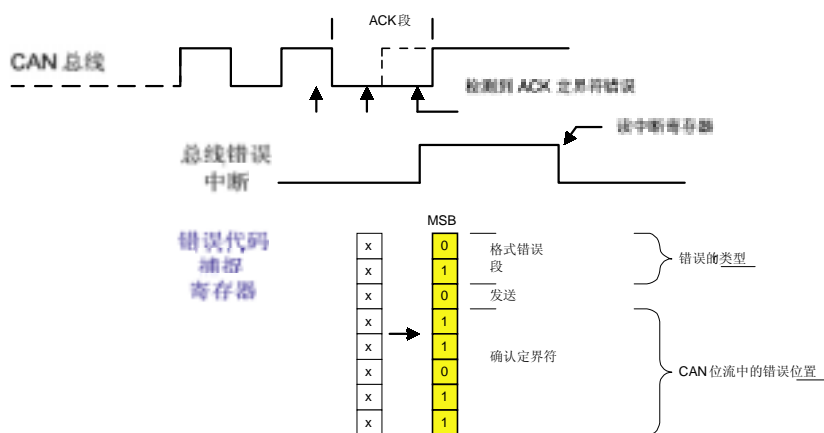 ACK段
CAN 总线
检测到 ACK 定界符错误
读中断寄存器
总线错误
中断
MSB
错误代码
捕捉
寄存器
x 0
x 1
x 0
x 1
x 1
x 0
x 1
x 1
格式错误
段
发送
确认定界符
错误的类型
CAN位流中的错误位置